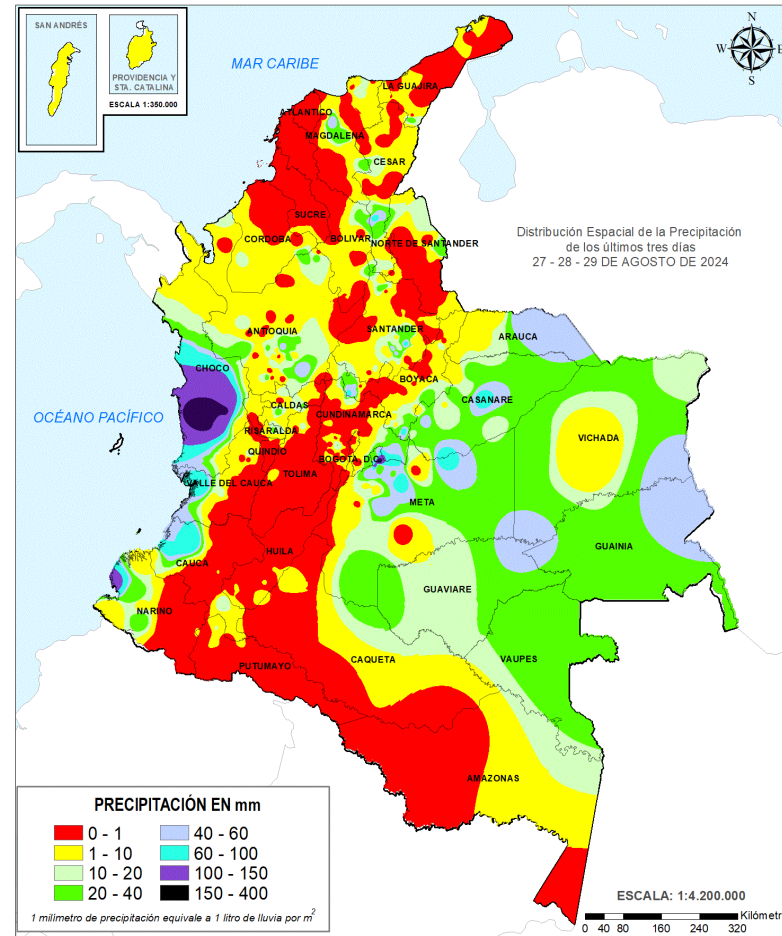 SAN ANDRÉS
PROVIDENCIA Y
STA. CATALINA
ESCALA 1:350.000
MAR CARIBE
N
W
E
S
LA GUAJIRA
ATLANTICO
MAGDALENA
CESAR
SUCRE
CORDOBA
BOLIVAR
NORTE DE SANTANDER
Distribución Espacial de la Precipitación
de los últimos tres días
27 - 28 - 29 DE AGOSTO DE 2024
ANTIOQUIA
SANTANDER
ARAUCA
CHOCO
BOYACA
CASANARE
CALDAS
CUNDINAMARCA
OCÉANO PACÍFICO
RISARALDA
VICHADA
QUINDIO
BOGOTA, D.C.
TOLIMA
VALLE DEL CAUCA
META
HUILA
GUAINIA
CAUCA
GUAVIARE
NARIÑO
CAQUETA
VAUPES
PUTUMAYO
AMAZONAS
PRECIPITACIÓN EN mm
0 - 1
1 - 10
10 - 20
20 - 40
40 - 60
60 - 100
100 - 150
150 - 400
1 milimetro de precipitación equivale a 1 litro de lluvia por m²
ESCALA: 1:4.200.000
Kilómetr
0 40 80 160 240 320